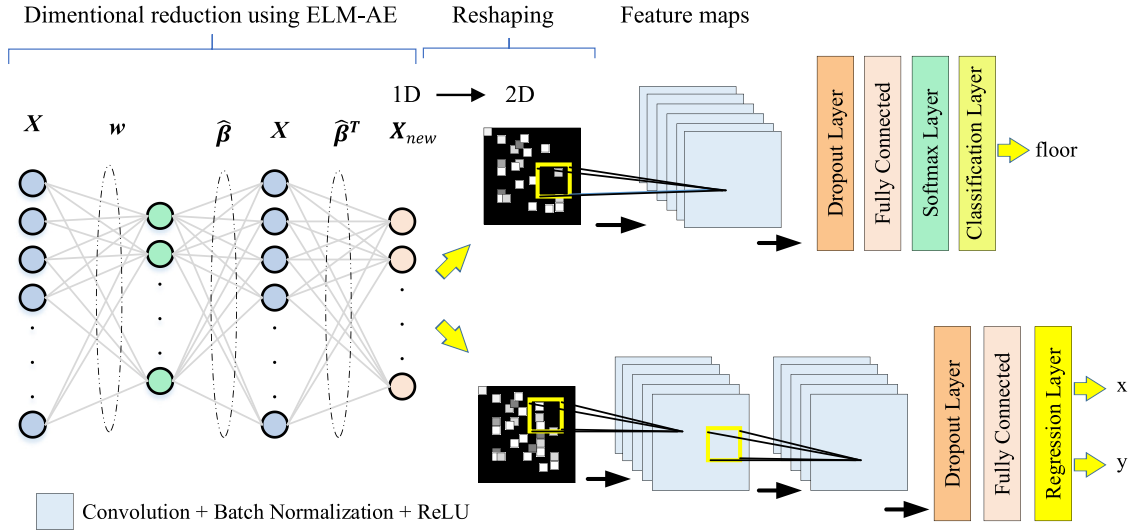 Dimentional reduction using ELM-AE
Reshaping
Feature maps
1D
2D
X
w
β̂
X
β̂ᵀ
Xₙₑw
Dropout Layer
Fully Connected
Softmax Layer
Classification Layer
floor
Dropout Layer
Fully Connected
Regression Layer
x
y
Convolution + Batch Normalization + ReLU